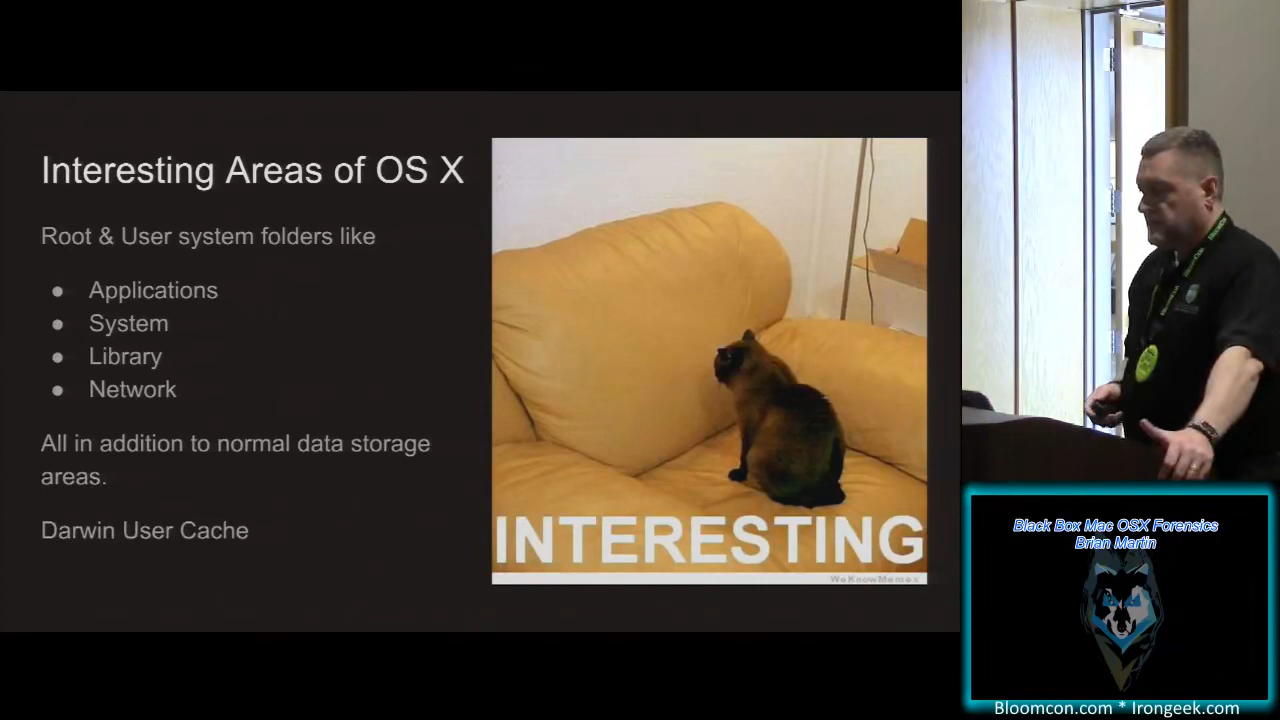 Interesting Areas of OS X
Root & User system folders like
● Applications
● System
● Library
● Network
All in addition to normal data storage
areas.
Darwin User Cache
INTERESTING
WeKnowMemes
Black Box Mac OSX Forensics
Brian Martin
Bloomcon.com * Irongeek.com